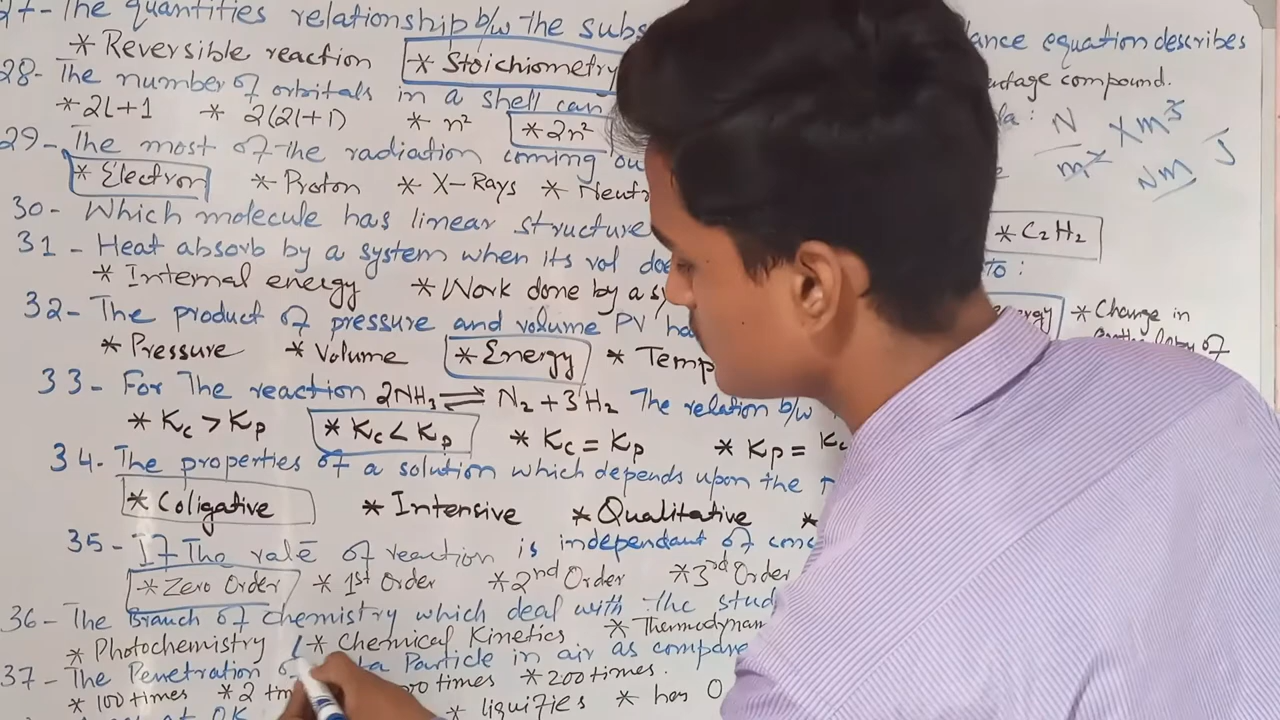 27- The quantities relationship b/w the subs ance equation describes
* Reversible reaction * Stoichiometry entage compound.
28- The number of orbitals in a shell can la:
* 2L+1 * 2(2L+1) * n² * 2n² N/m² × m³ Nm J
29- The most of the radiation coming ou
* Electron * Proton * X-Rays * Neutr
30- Which molecule has linear structure * C₂H₂
31- Heat absorb by a system when its vol doe to:
* Internal energy * Work done by a sy ergy * Change in
32- The product of pressure and volume PV ha
* Pressure * Volume * Energy * Temp
33- For The reaction 2NH₃ ⇌ N₂ + 3H₂ The relation b/w
* Kc > Kp * Kc < Kp * Kc = Kp * Kp = Kc
34- The properties of a solution which depends upon the
* Coligative * Intensive * Qualitative *
35- If The rate of reaction is independant of conc
* Zero Order * 1st Order * 2nd Order * 3rd Order
36- The Branch of chemistry which deal with the stud
* Photochemistry * Chemical Kinetics * Thermodynam
37- The Penetration of ta Particle in air as compare
* 100 times * 2 tm 00 times * 200 times.
at OK * liquifies * has 0